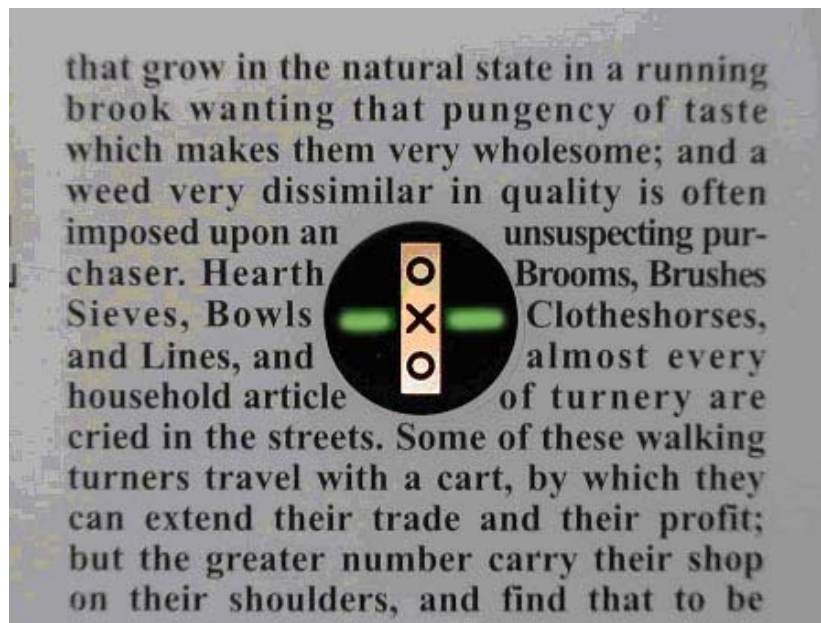 that grow in the natural state in a running
brook wanting that pungency of taste
which makes them very wholesome; and a
weed very dissimilar in quality is often
imposed upon an unsuspecting pur-
chaser. Hearth O Brooms, Brushes
Sieves, Bowls X Clotheshorses,
and Lines, and O almost every
household article of turnery are
cried in the streets. Some of these walking
turners travel with a cart, by which they
can extend their trade and their profit;
but the greater number carry their shop
on their shoulders, and find that to be